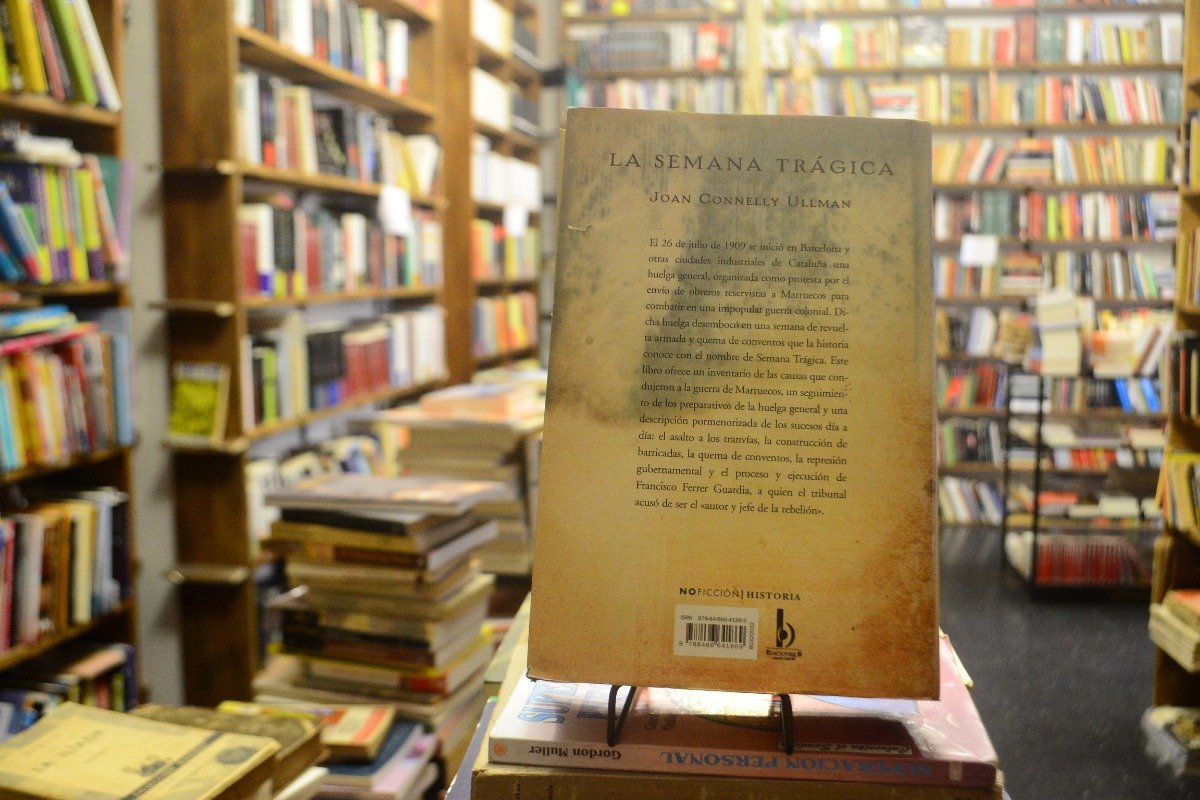 LA SEMANA TRÁGICA
JOAN CONNELLY ULLMAN
El 26 de julio de 1909 se inició en Barcelona y
otras ciudades industriales de Cataluña una
huelga general, organizada como protesta por el
envío de obreros reservistas a Marruecos para
combatir en una impopular guerra colonial. Di-
cha huelga desembocó en una semana de revuel-
ta armada y quema de conventos que la historia
conoce con el nombre de Semana Trágica. Este
libro ofrece un inventario de las causas que con-
dujeron a la guerra de Marruecos, un seguimien-
to de los preparativos de la huelga general y una
descripción pormenorizada de los sucesos día a
día: el asalto a los tranvías, la construcción de
barricadas, la quema de conventos, la represión
gubernamental y el proceso y ejecución de
Francisco Ferrer Guardia, a quien el tribunal
acusó de ser el «autor y jefe de la rebelión».
NOFICCIÓN|HISTORIA
ISBN 9788466641869
9 788466 641869
b
EDICIONES B
Gordon Muller
SUPERACION PERSONAL